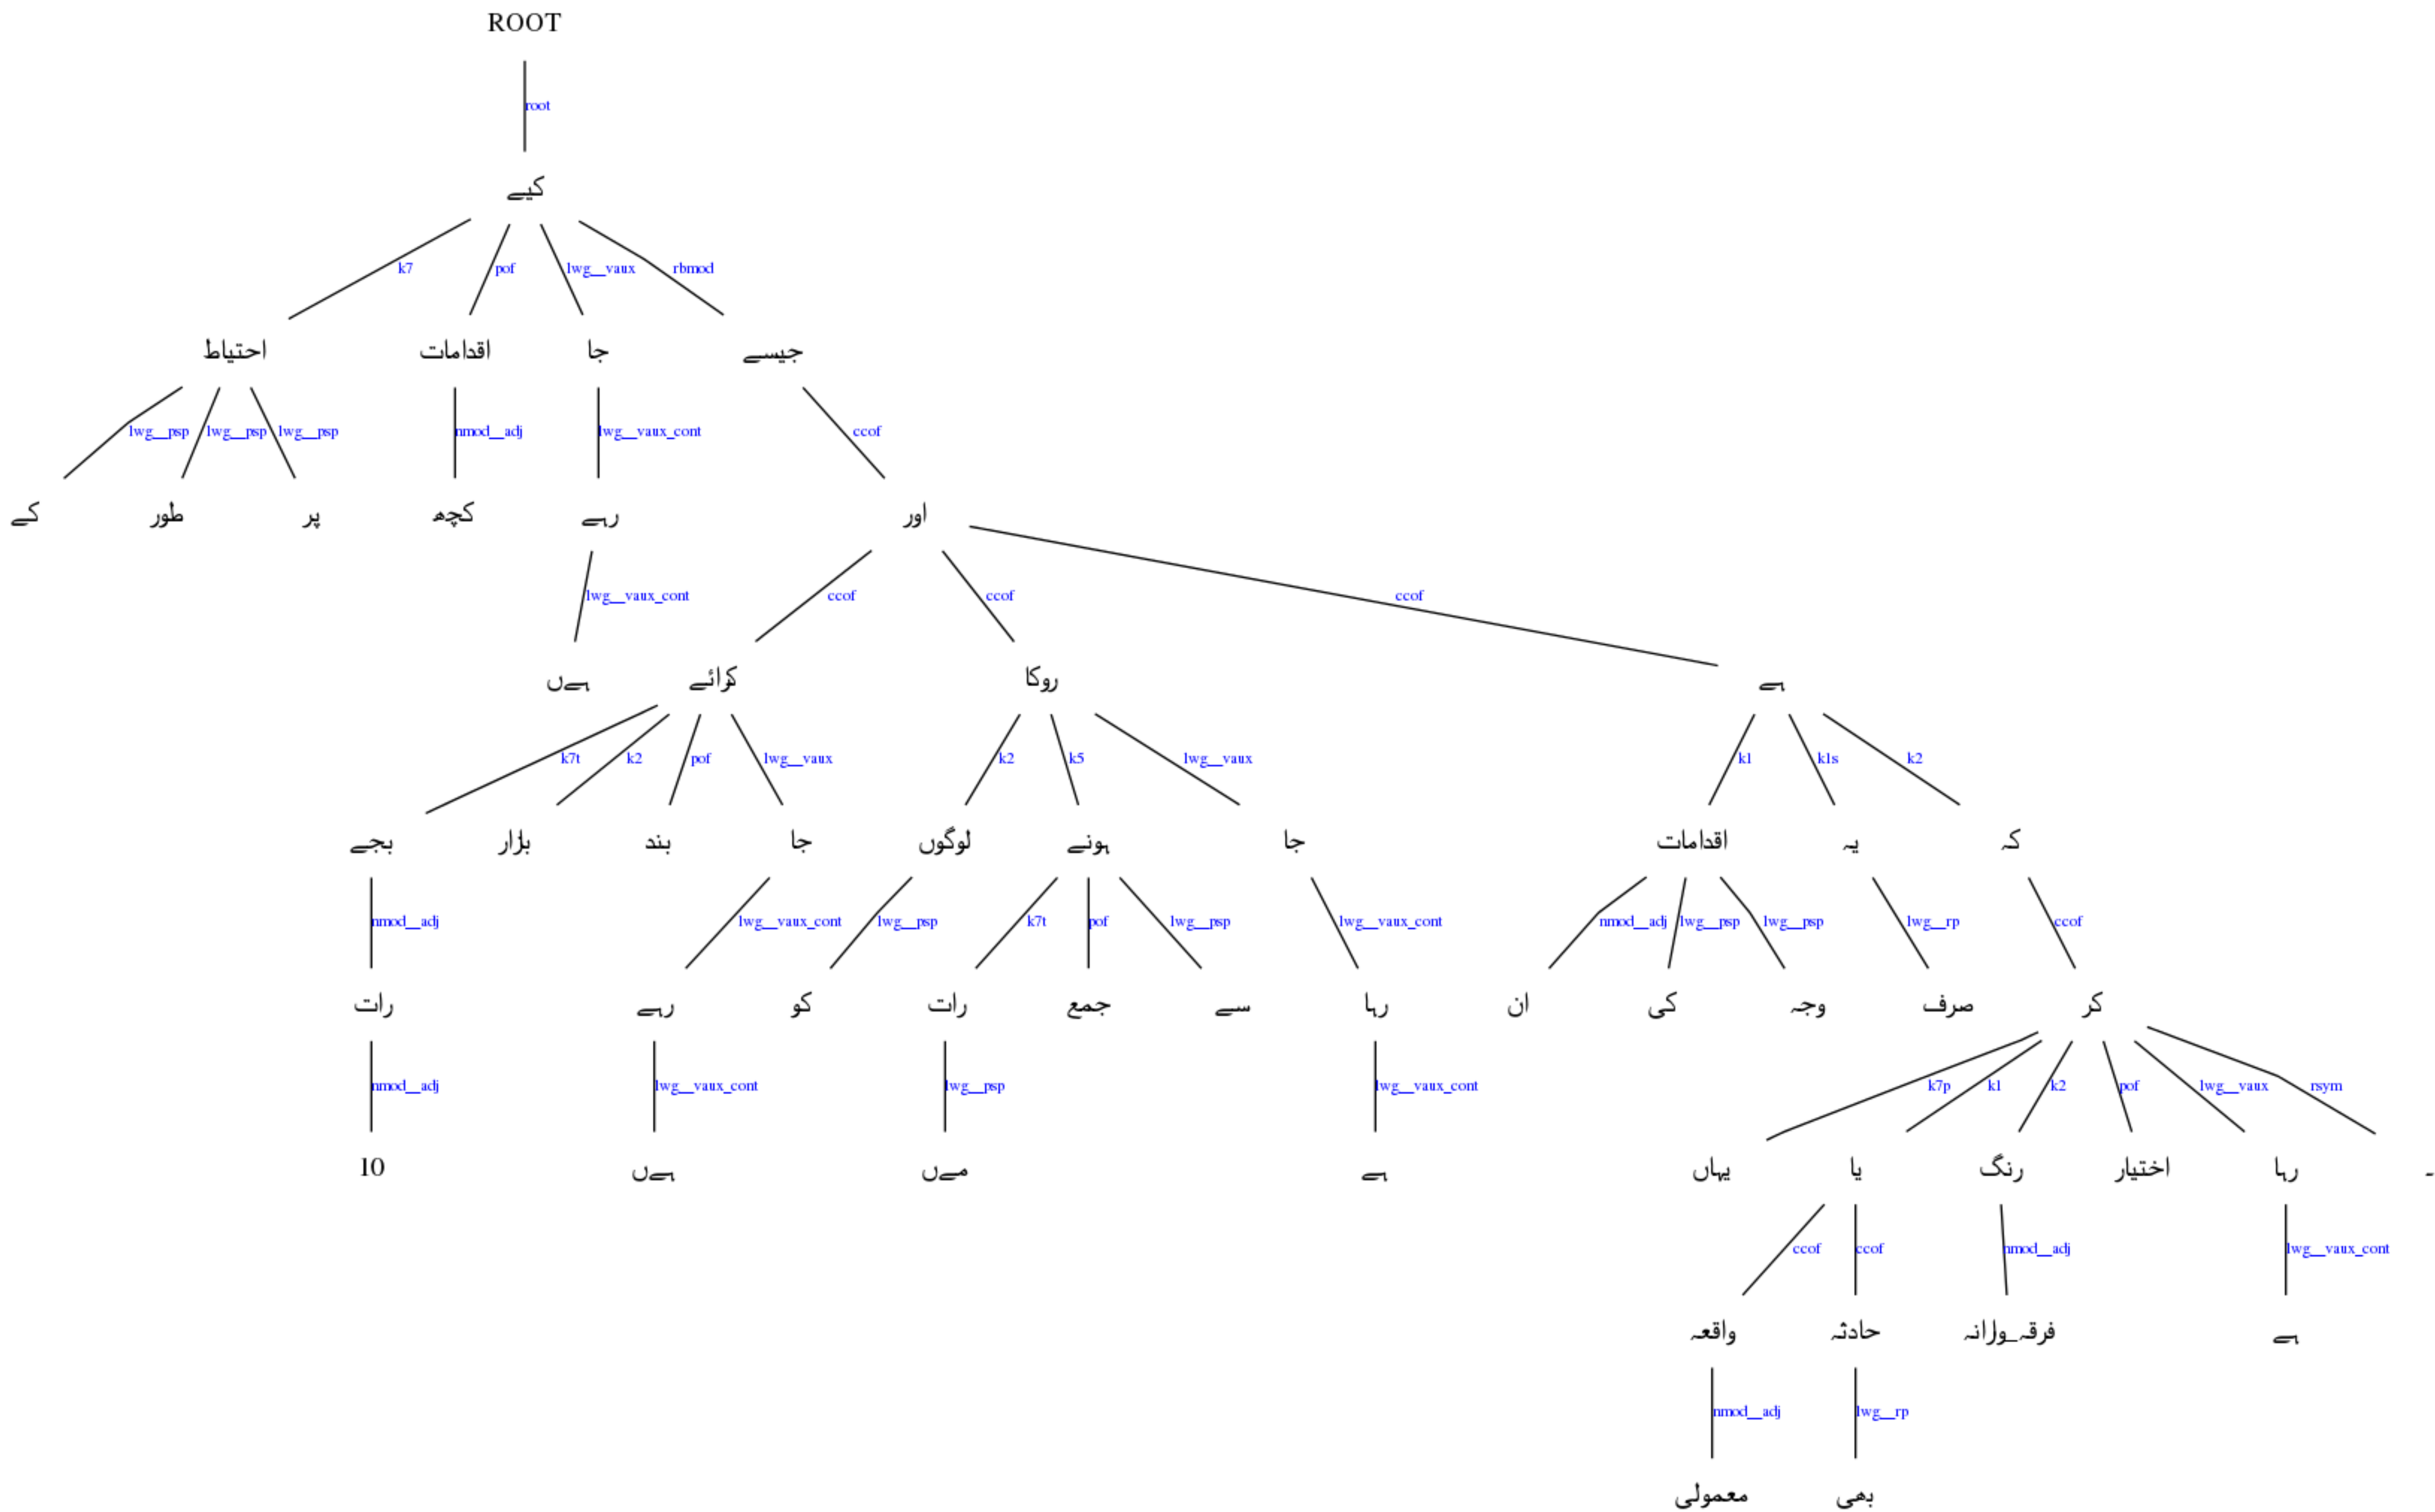 ROOT
root
کیے
k7 pof lwg__vaux rbmod
احتیاط اقدامات جا جیسے
lwg__psp lwg__psp lwg__psp nmod__adj lwg__vaux_cont ccof
کے طور پر کچھ رہے اور
lwg__vaux_cont ccof ccof ccof
ہےں کرائے روکا ہے
k7t k2 pof lwg__vaux k2 k5 lwg__vaux k1 k1s k2
بجے بازار بند جا لوگوں ہونے جا اقدامات یہ کہ
nmod__adj lwg__vaux_cont lwg__psp k7t pof lwg__psp lwg__vaux_cont nmod__adj lwg__psp lwg__psp lwg__rp ccof
رات رہے کو رات جمع سے رہا ان کی وجہ صرف کر
nmod__adj lwg__vaux_cont lwg__psp lwg__vaux_cont k7p k1 k2 pof lwg__vaux rsym
10 ہےں مےں ہے یہاں یا رنگ اختیار رہا ۔
ccof ccof nmod__adj lwg__vaux_cont
واقعہ حادثہ فرقہ_وارانہ ہے
nmod__adj lwg__rp
معمولی بھی